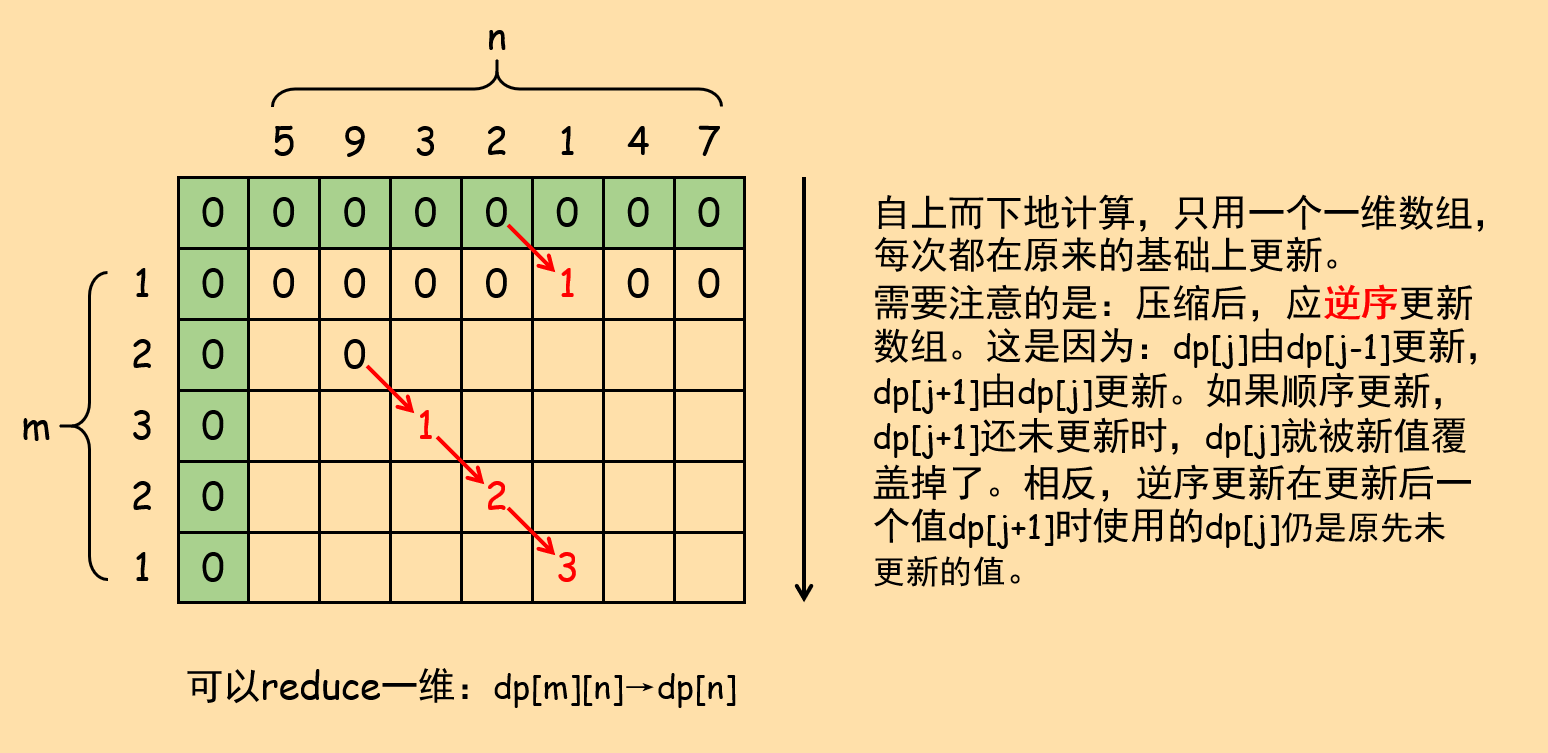 n
5 9 3 2 1 4 7
0 0 0 0 0 0 0 0
1 0 0 0 0 0 1 0 0
2 0 0
m 3 0 1
2 0 2
1 0 3
可以reduce一维：dp[m][n]→dp[n]
自上而下地计算，只用一个一维数组，
每次都在原来的基础上更新。
需要注意的是：压缩后，应逆序更新
数组。这是因为：dp[j]由dp[j-1]更新，
dp[j+1]由dp[j]更新。如果顺序更新，
dp[j+1]还未更新时，dp[j]就被新值覆
盖掉了。相反，逆序更新在更新后一
个值dp[j+1]时使用的dp[j]仍是原先未
更新的值。